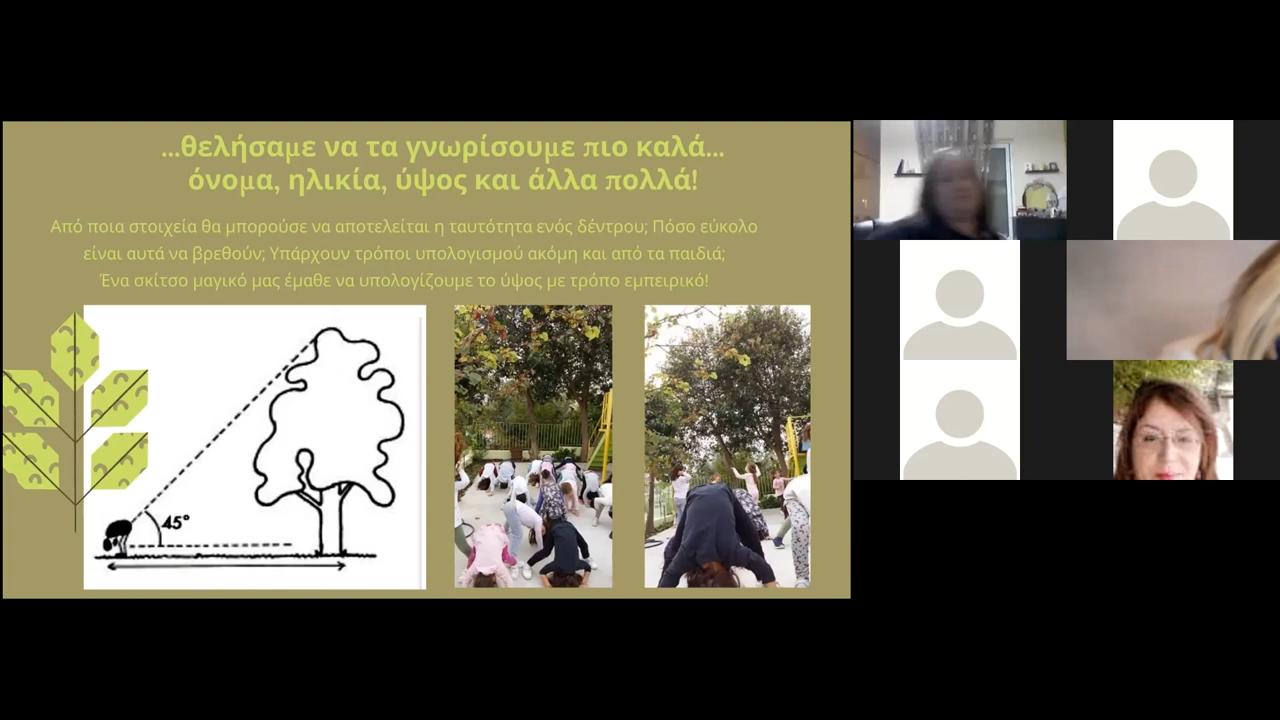 ...θελήσαμε να τα γνωρίσουμε πιο καλά...
όνομα, ηλικία, ύψος και άλλα πολλά!
Από ποια στοιχεία θα μπορούσε να αποτελείται η ταυτότητα ενός δέντρου; Πόσο εύκολο
είναι αυτά να βρεθούν; Υπάρχουν τρόποι υπολογισμού ακόμη και από τα παιδιά;
Ένα σκίτσο μαγικό μας έμαθε να υπολογίζουμε το ύψος με τρόπο εμπειρικό!
45°